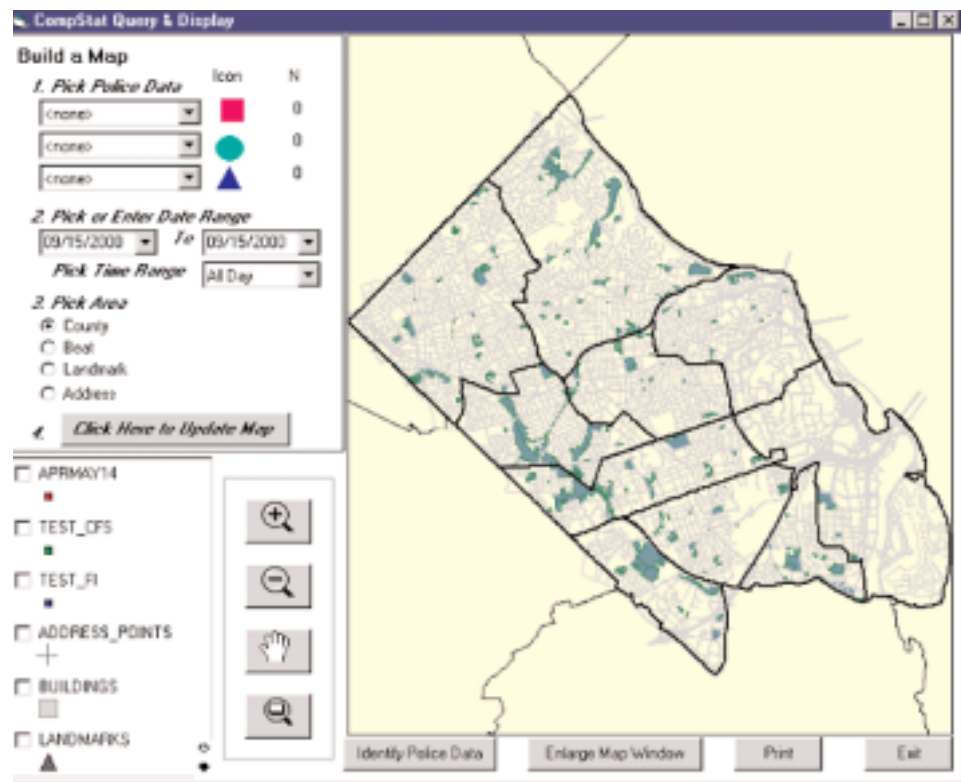 CompStat Query & Display
Build a Map
Icon N
1. Pick Police Data
<none> 0
<none> 0
<none> 0
2. Pick or Enter Date Range
09/15/2000 To 09/15/2000
Pick Time Range All Day
3. Pick Area
County
Beat
Landmark
Address
4. Click Here to Update Map
APRMAY14
TEST_CFS
TEST_FI
ADDRESS_POINTS
BUILDINGS
LANDMARKS
Identify Police Data Enlarge Map Window Print Exit